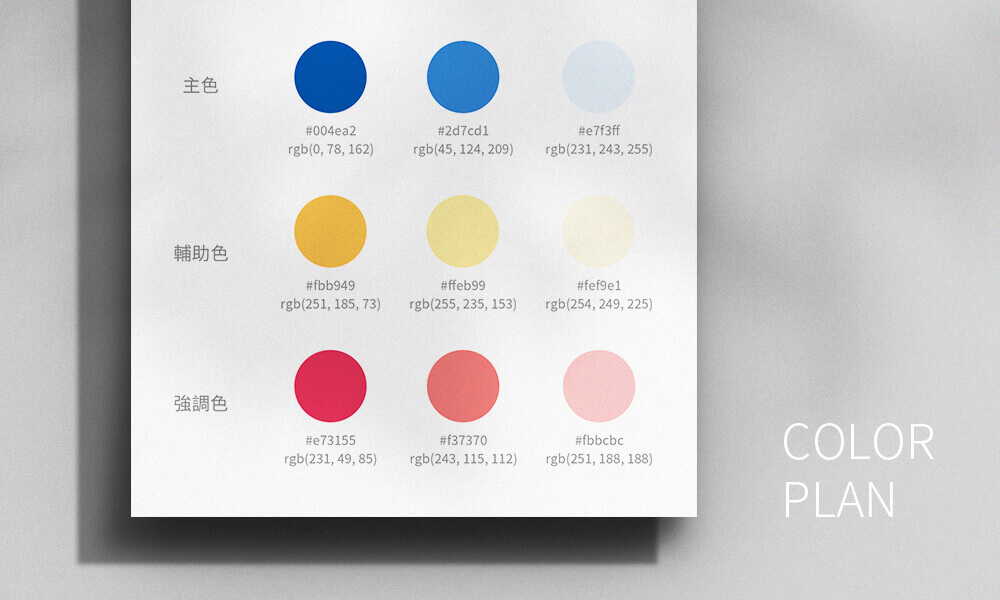 主色
#004ea2
rgb(0, 78, 162)
#2d7cd1
rgb(45, 124, 209)
#e7f3ff
rgb(231, 243, 255)
輔助色
#fbb949
rgb(251, 185, 73)
#ffeb99
rgb(255, 235, 153)
#fef9e1
rgb(254, 249, 225)
強調色
#e73155
rgb(231, 49, 85)
#f37370
rgb(243, 115, 112)
#fbbcbc
rgb(251, 188, 188)
COLOR
PLAN